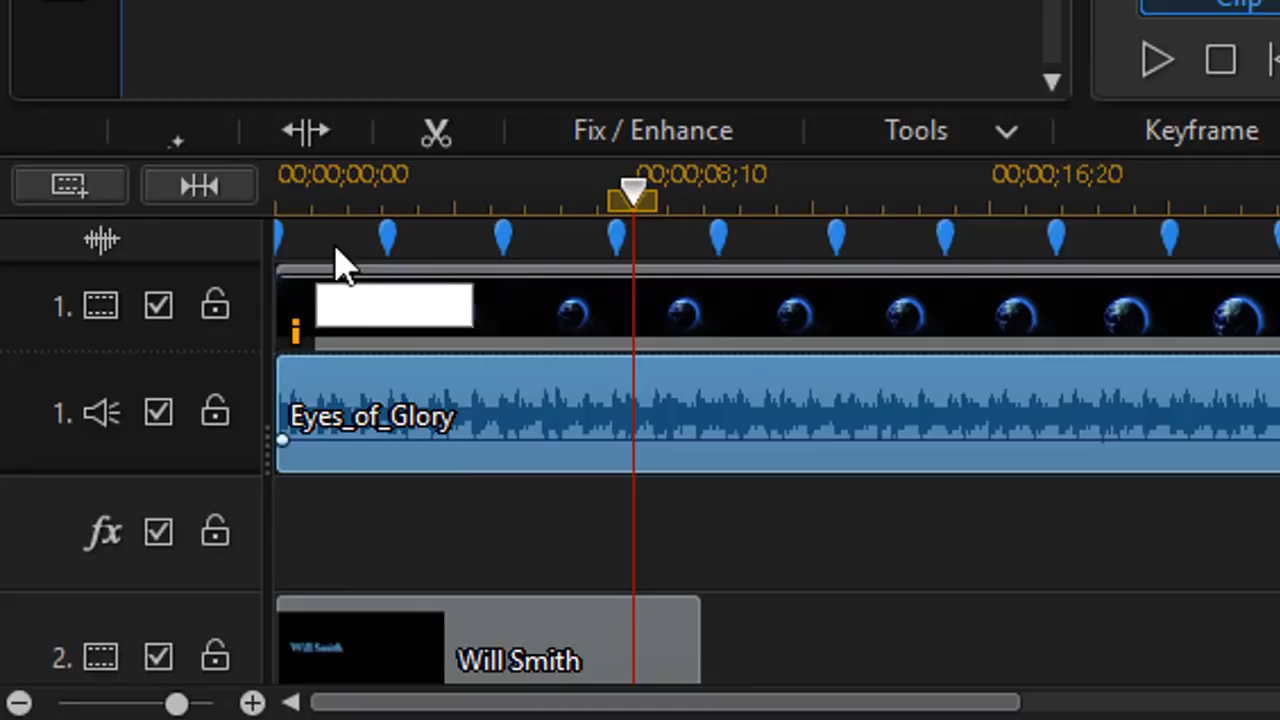 Clip
Fix / Enhance Tools Keyframe
00;00;00;00 00;00;08;10 00;00;16;20
1.
i
1. Eyes_of_Glory
fx
2. Will Smith Will Smith